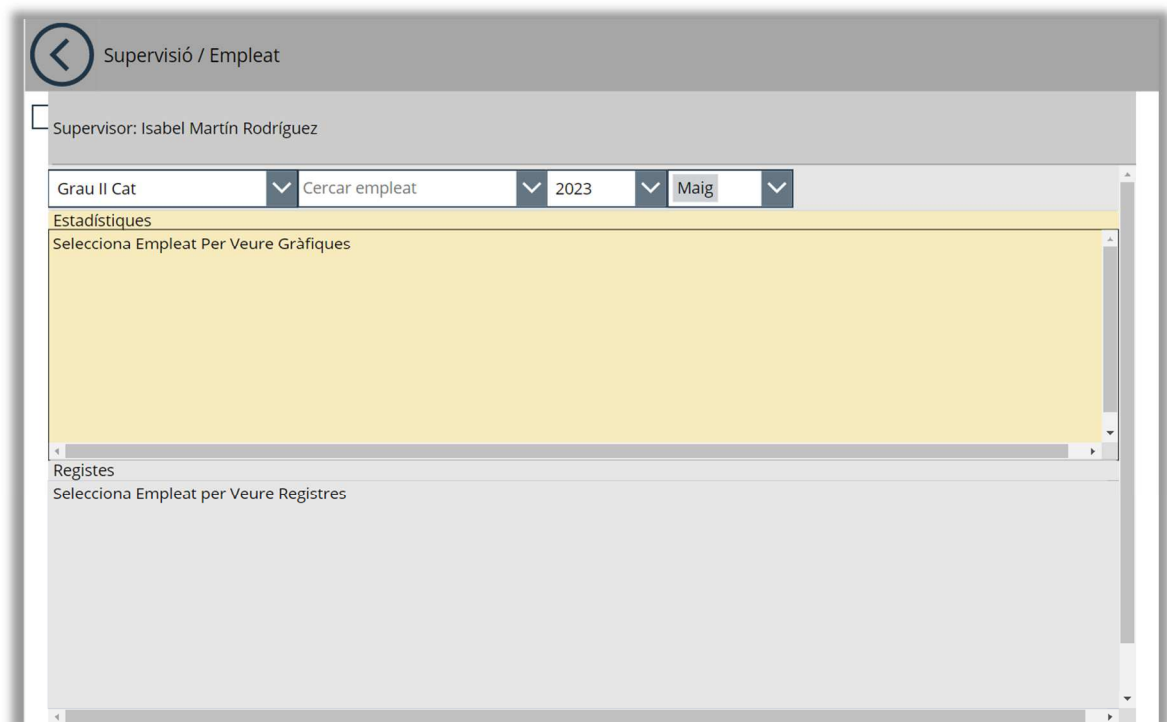 Supervisió / Empleat
Supervisor: Isabel Martín Rodríguez
Grau II Cat Cercar empleat 2023 Maig
Estadístiques
Selecciona Empleat Per Veure Gràfiques
Registes
Selecciona Empleat per Veure Registres